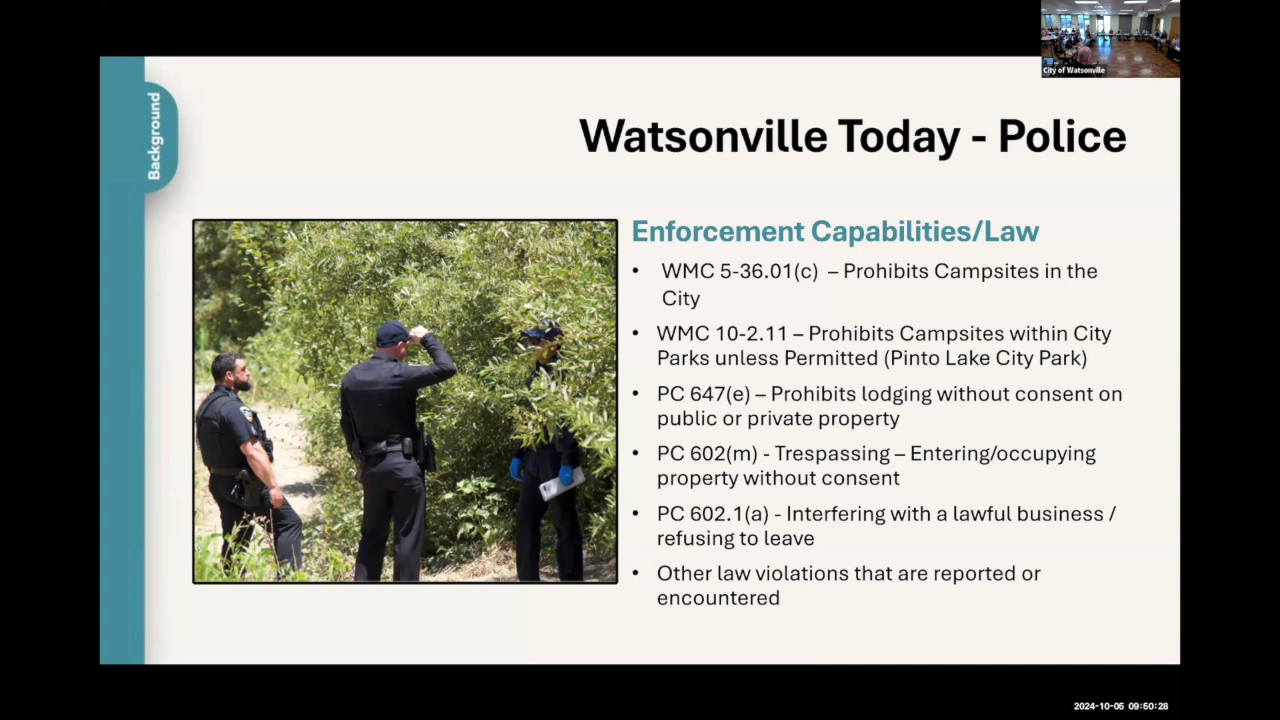 City of Watsonville
Background
Watsonville Today - Police
Enforcement Capabilities/Law
• WMC 5-36.01(c) – Prohibits Campsites in the
City
• WMC 10-2.11 – Prohibits Campsites within City
Parks unless Permitted (Pinto Lake City Park)
• PC 647(e) – Prohibits lodging without consent on
public or private property
• PC 602(m) - Trespassing – Entering/occupying
property without consent
• PC 602.1(a) - Interfering with a lawful business /
refusing to leave
• Other law violations that are reported or
encountered
2024-10-05 09:50:28